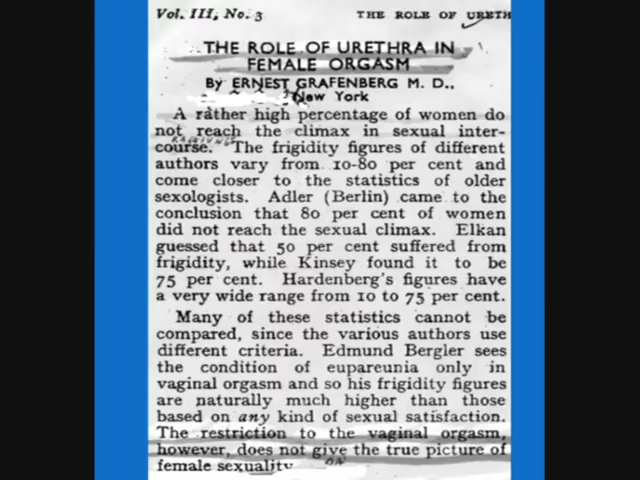 Vol. III, No. 3 THE ROLE OF URETH
THE ROLE OF URETHRA IN
FEMALE ORGASM
By ERNEST GRAFENBERG M. D.,
New York
A rather high percentage of women do
not reach the climax in sexual inter-
course. The frigidity figures of different
authors vary from 10-80 per cent and
come closer to the statistics of older
sexologists. Adler (Berlin) came to the
conclusion that 80 per cent of women
did not reach the sexual climax. Elkan
guessed that 50 per cent suffered from
frigidity, while Kinsey found it to be
75 per cent. Hardenberg's figures have
a very wide range from 10 to 75 per cent.
Many of these statistics cannot be
compared, since the various authors use
different criteria. Edmund Bergler sees
the condition of eupareunia only in
vaginal orgasm and so his frigidity figures
are naturally much higher than those
based on any kind of sexual satisfaction.
The restriction to the vaginal orgasm,
however, does not give the true picture of
female sexuality